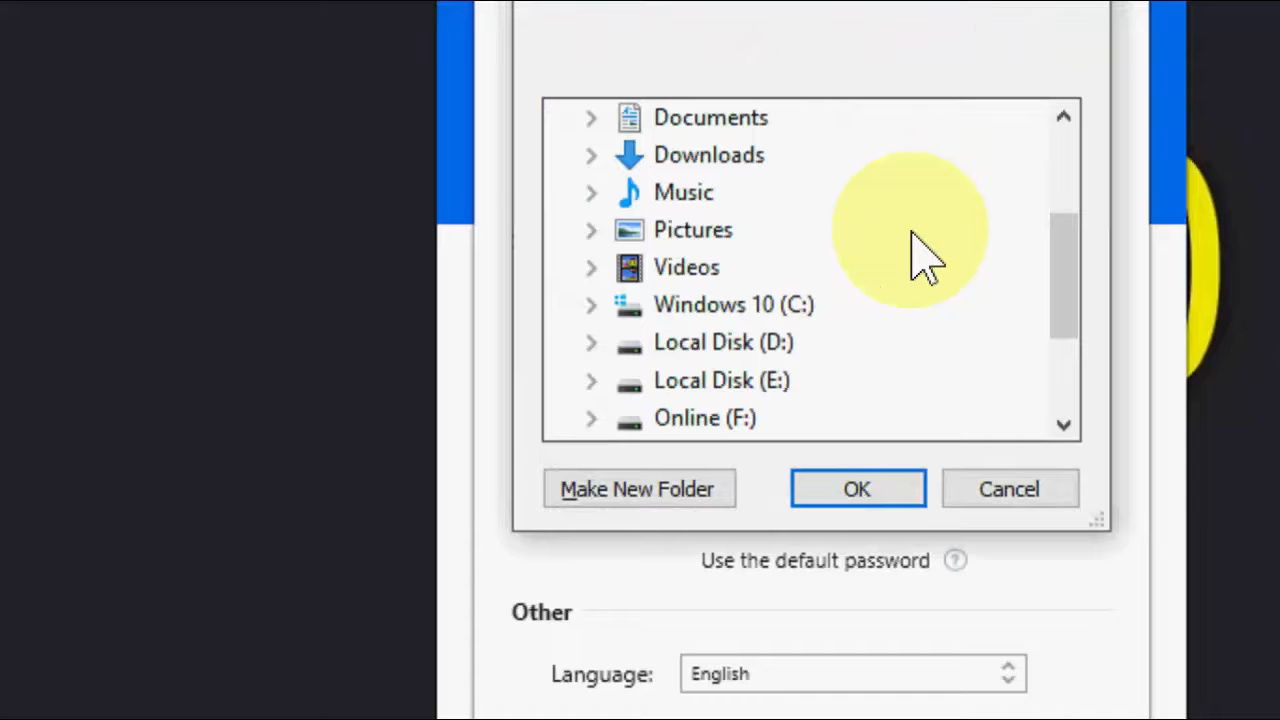 Documents
Downloads
Music
Pictures
Videos
Windows 10 (C:)
Local Disk (D:)
Local Disk (E:)
Online (F:)
Make New Folder
OK
Cancel
Use the default password ?
Other
Language:
English